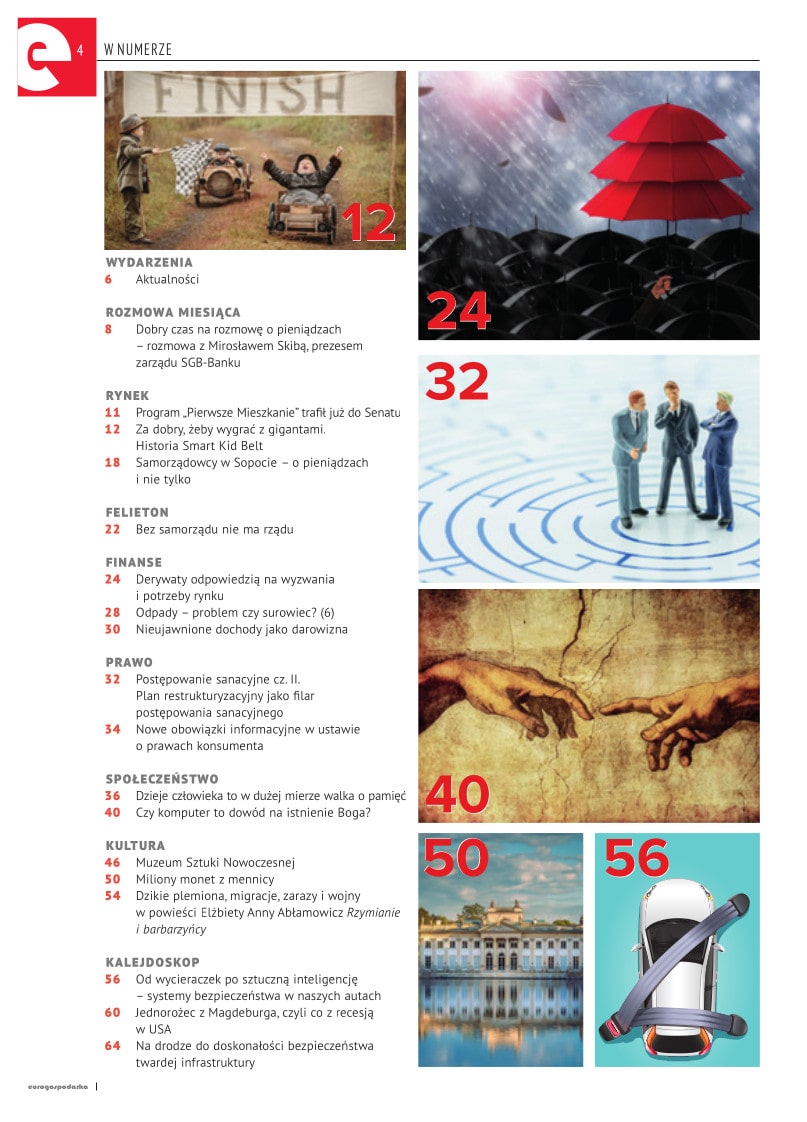 e
4
W NUMERZE
FINISH
12
24
WYDARZENIA
6 Aktualności
ROZMOWA MIESIĄCA
8 Dobry czas na rozmowę o pieniądzach
– rozmowa z Mirosławem Skibą, prezesem
zarządu SGB-Banku
RYNEK
11 Program „Pierwsze Mieszkanie” trafił już do Senatu
12 Za dobry, żeby wygrać z gigantami.
Historia Smart Kid Belt
18 Samorządowcy w Sopocie – o pieniądzach
i nie tylko
FELIETON
22 Bez samorządu nie ma rządu
FINANSE
24 Derywaty odpowiedzią na wyzwania
i potrzeby rynku
28 Odpady – problem czy surowiec? (6)
30 Nieujawnione dochody jako darowizna
PRAWO
32 Postępowanie sanacyjne cz. II.
Plan restrukturyzacyjny jako filar
postępowania sanacyjnego
34 Nowe obowiązki informacyjne w ustawie
o prawach konsumenta
SPOŁECZEŃSTWO
36 Dzieje człowieka to w dużej mierze walka o pamięć
40 Czy komputer to dowód na istnienie Boga?
KULTURA
46 Muzeum Sztuki Nowoczesnej
50 Miliony monet z mennicy
54 Dzikie plemiona, migracje, zarazy i wojny
w powieści Elżbiety Anny Abłamowicz Rzymianie
i barbarzyńcy
KALEJDOSKOP
56 Od wycieraczek po sztuczną inteligencję
– systemy bezpieczeństwa w naszych autach
60 Jednorożec z Magdeburga, czyli co z recesją
w USA
64 Na drodze do doskonałości bezpieczeństwa
twardej infrastruktury
32
40
50
56
eurogospodarka |